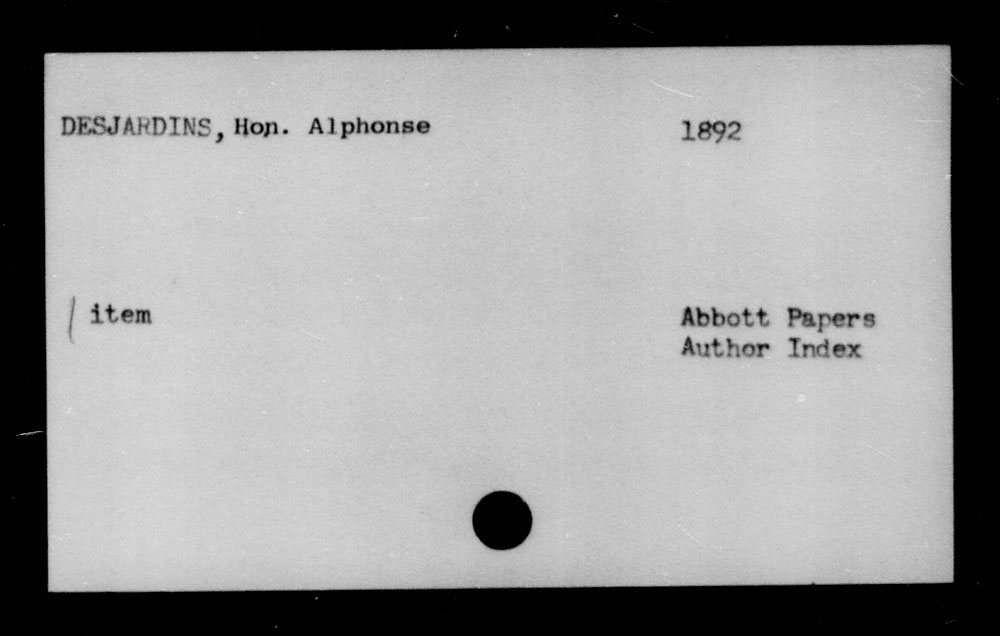 DESJARDINS, Hon. Alphonse 1892
1 item Abbott Papers
Author Index